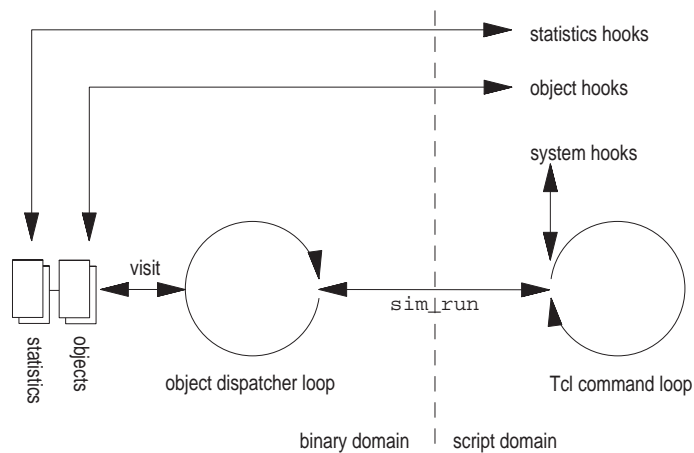 statistics hooks
object hooks
system hooks
visit
sim_run
statistics
objects
object dispatcher loop
Tcl command loop
binary domain
script domain